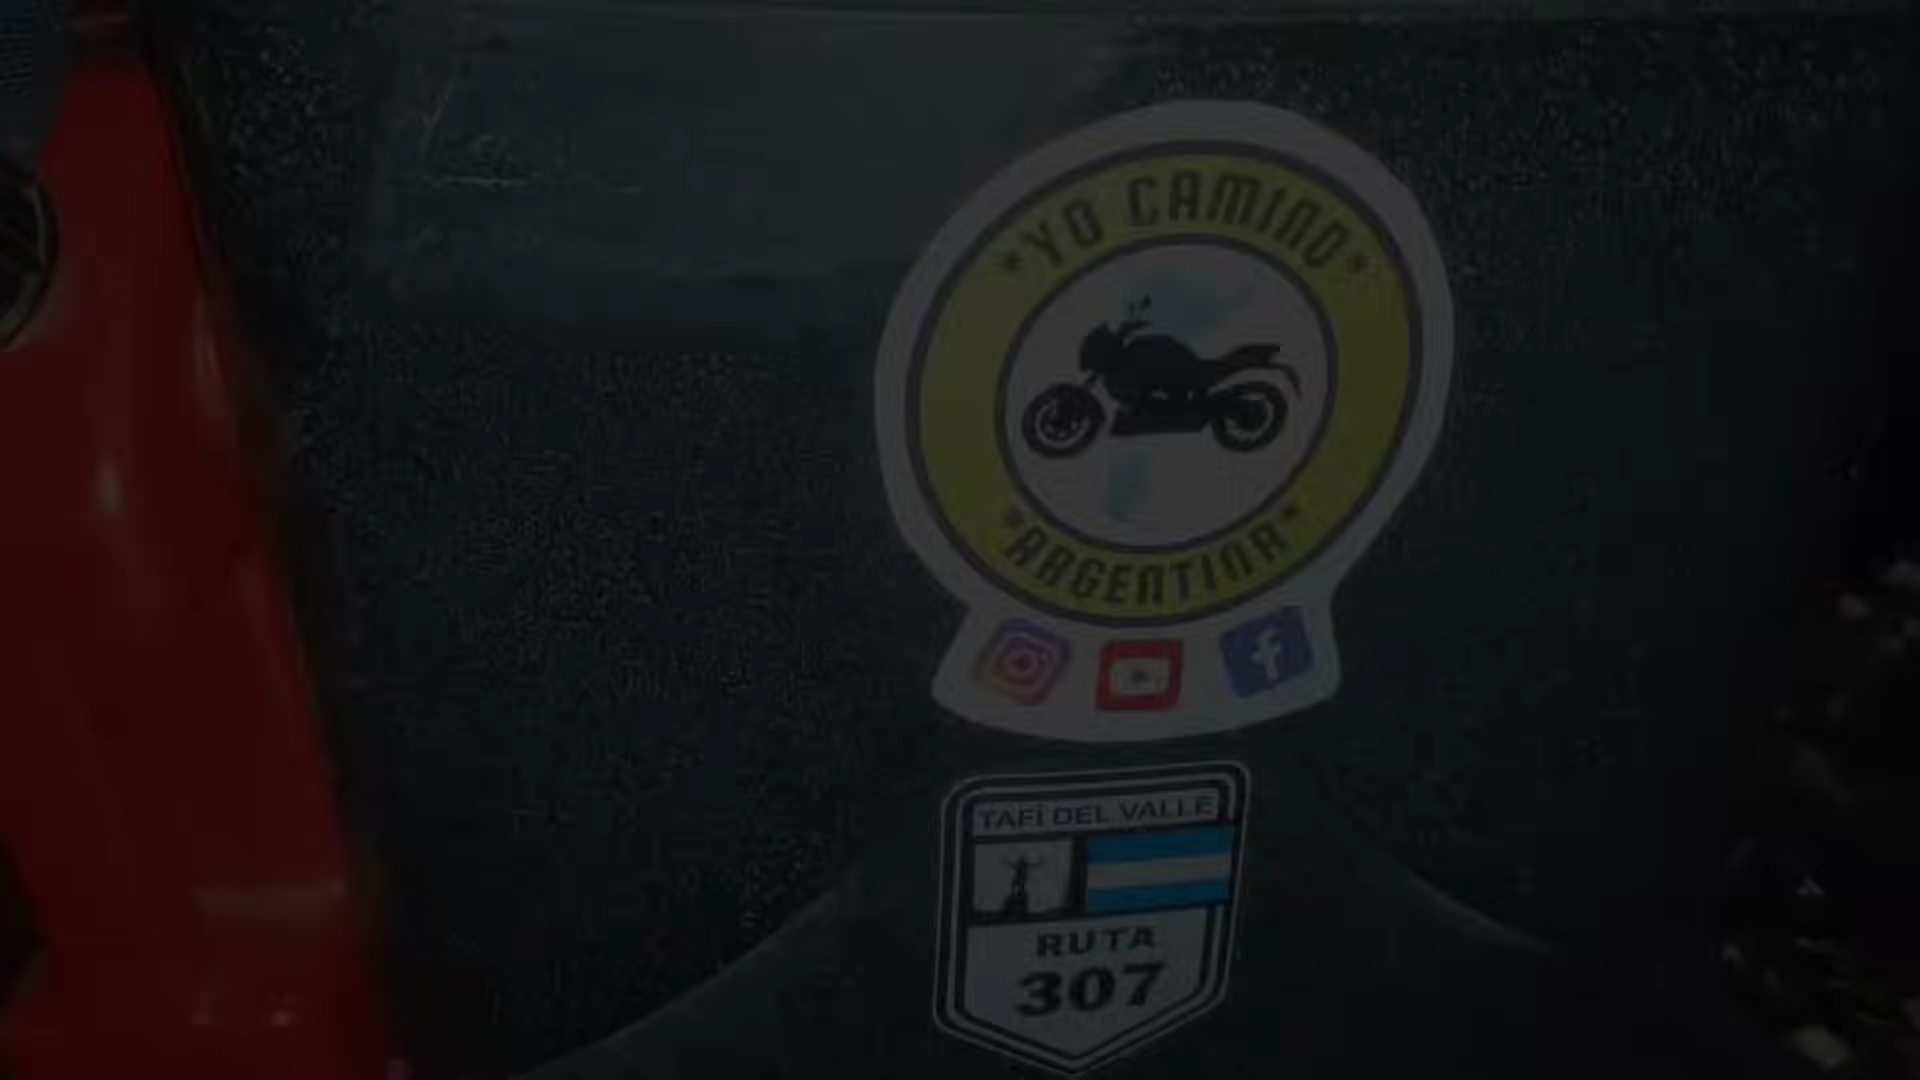 *YO CAMINO*
*ARGENTINA*
TAFÍ DEL VALLE
RUTA
307